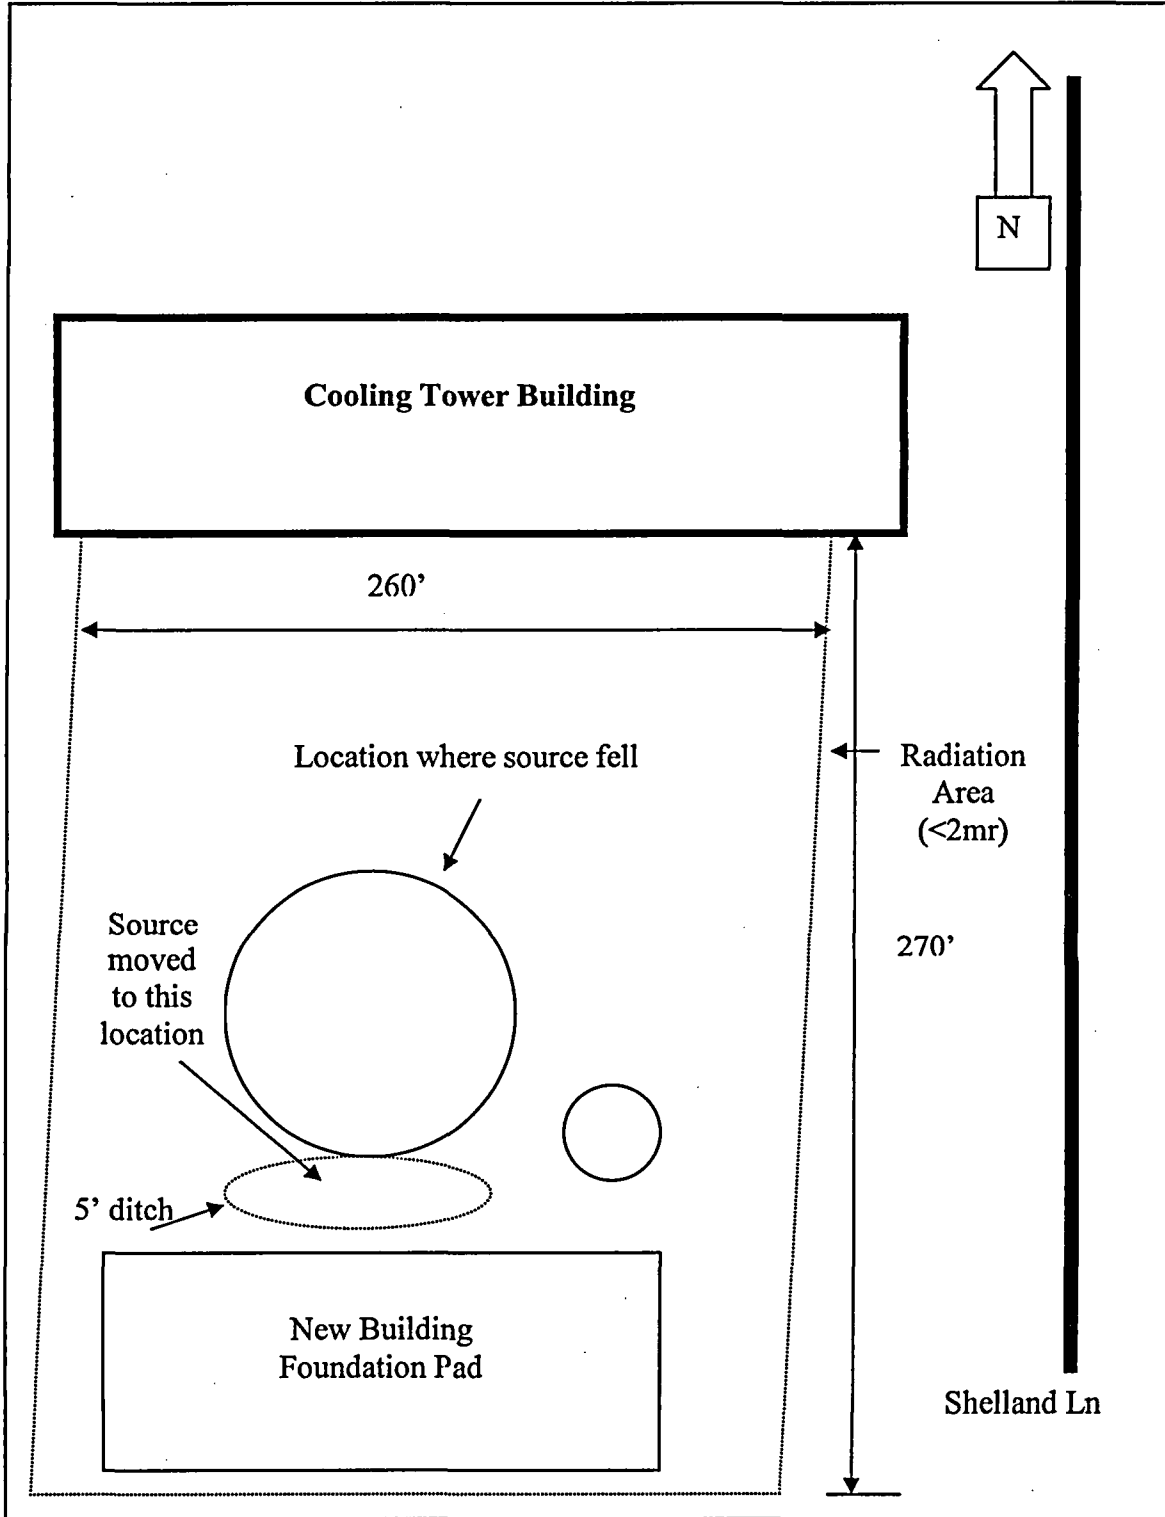 N
Cooling Tower Building
260’
Location where source fell
Radiation
Area
(<2mr)
Source
moved
to this
location
270’
5’ ditch
New Building
Foundation Pad
Shelland Ln